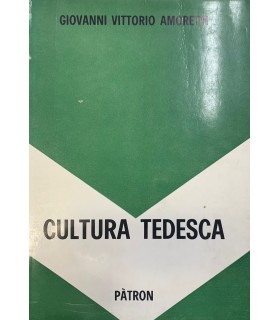 GIOVANNI VITTORIO AMORETTI
CULTURA TEDESCA
PÀTRON